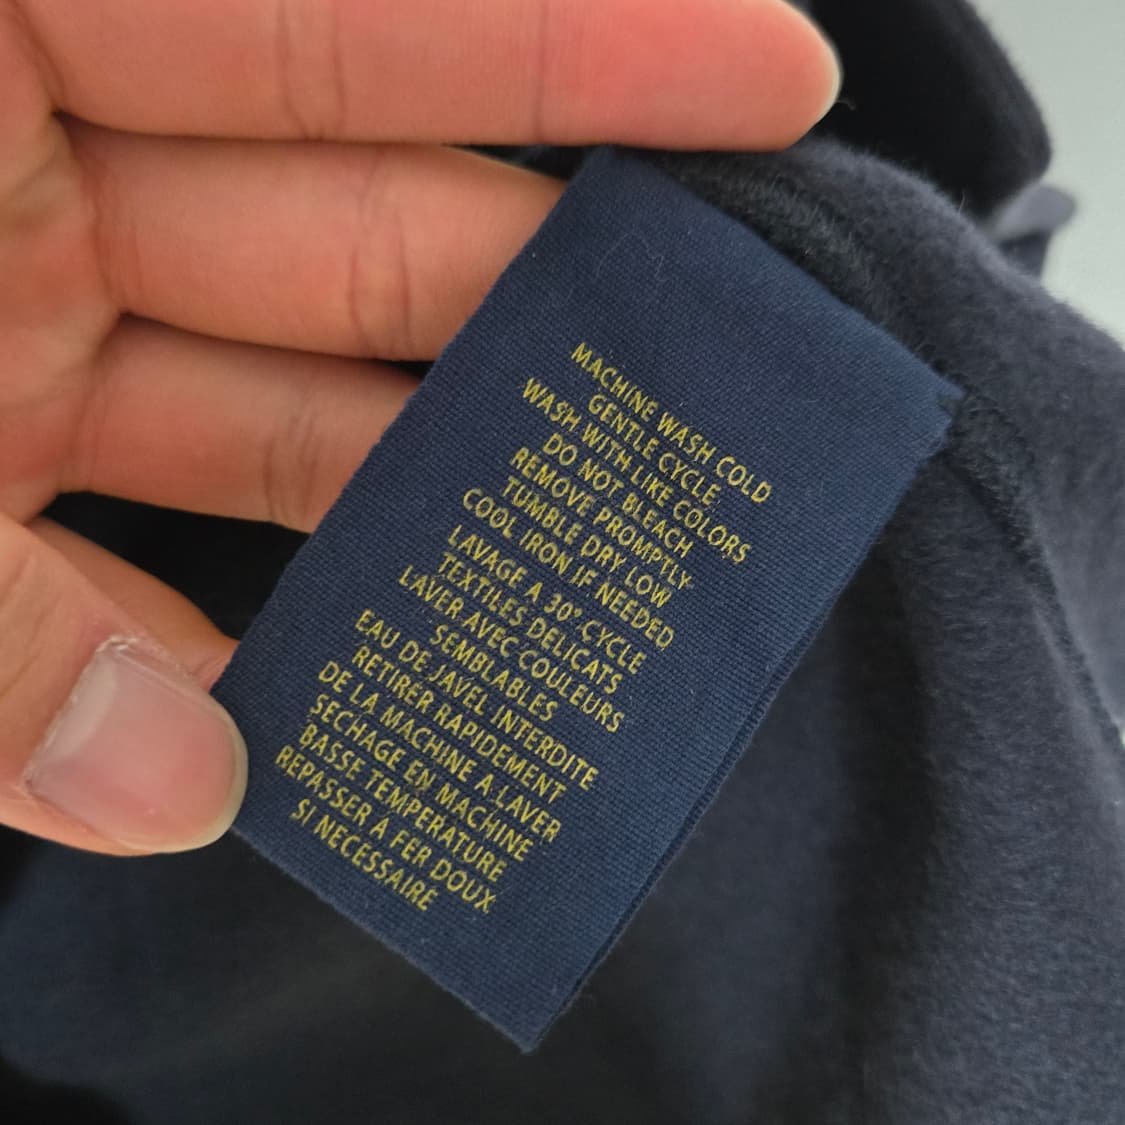 MACHINE WASH COLD
GENTLE CYCLE
WASH WITH LIKE COLORS
DO NOT BLEACH
REMOVE PROMPTLY
TUMBLE DRY LOW
COOL IRON IF NEEDED
LAVAGE A 30° CYCLE
TEXTILES DELICATS
LAVER AVEC COULEURS
SEMBLABLES
EAU DE JAVEL INTERDITE
RETIRER RAPIDEMENT
DE LA MACHINE A LAVER
SECHAGE EN MACHINE
BASSE TEMPERATURE
REPASSER A FER DOUX
SI NECESSAIRE